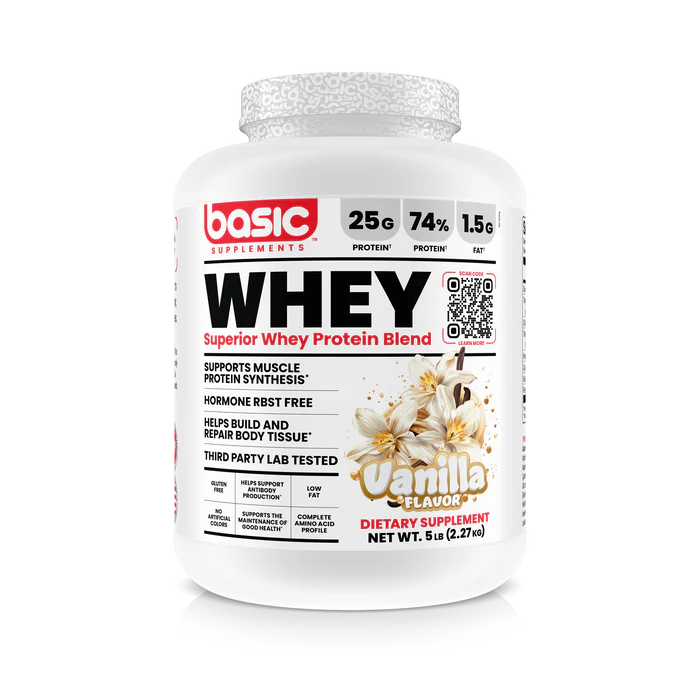 basic™
SUPPLEMENTS
25G
PROTEIN†
74%
PROTEIN†
1.5G
FAT†
WHEY
Superior Whey Protein Blend
SCAN CODE
LEARN MORE
SUPPORTS MUSCLE
PROTEIN SYNTHESIS*
HORMONE RBST FREE
HELPS BUILD AND
REPAIR BODY TISSUE*
THIRD PARTY LAB TESTED
GLUTEN
FREE
HELPS SUPPORT
ANTIBODY
PRODUCTION*
LOW
FAT
NO
ARTIFICIAL
COLORS
SUPPORTS THE
MAINTENANCE OF
GOOD HEALTH*
COMPLETE
AMINO ACID
PROFILE
Vanilla
FLAVOR
DIETARY SUPPLEMENT
NET WT. 5 LB (2.27 KG)